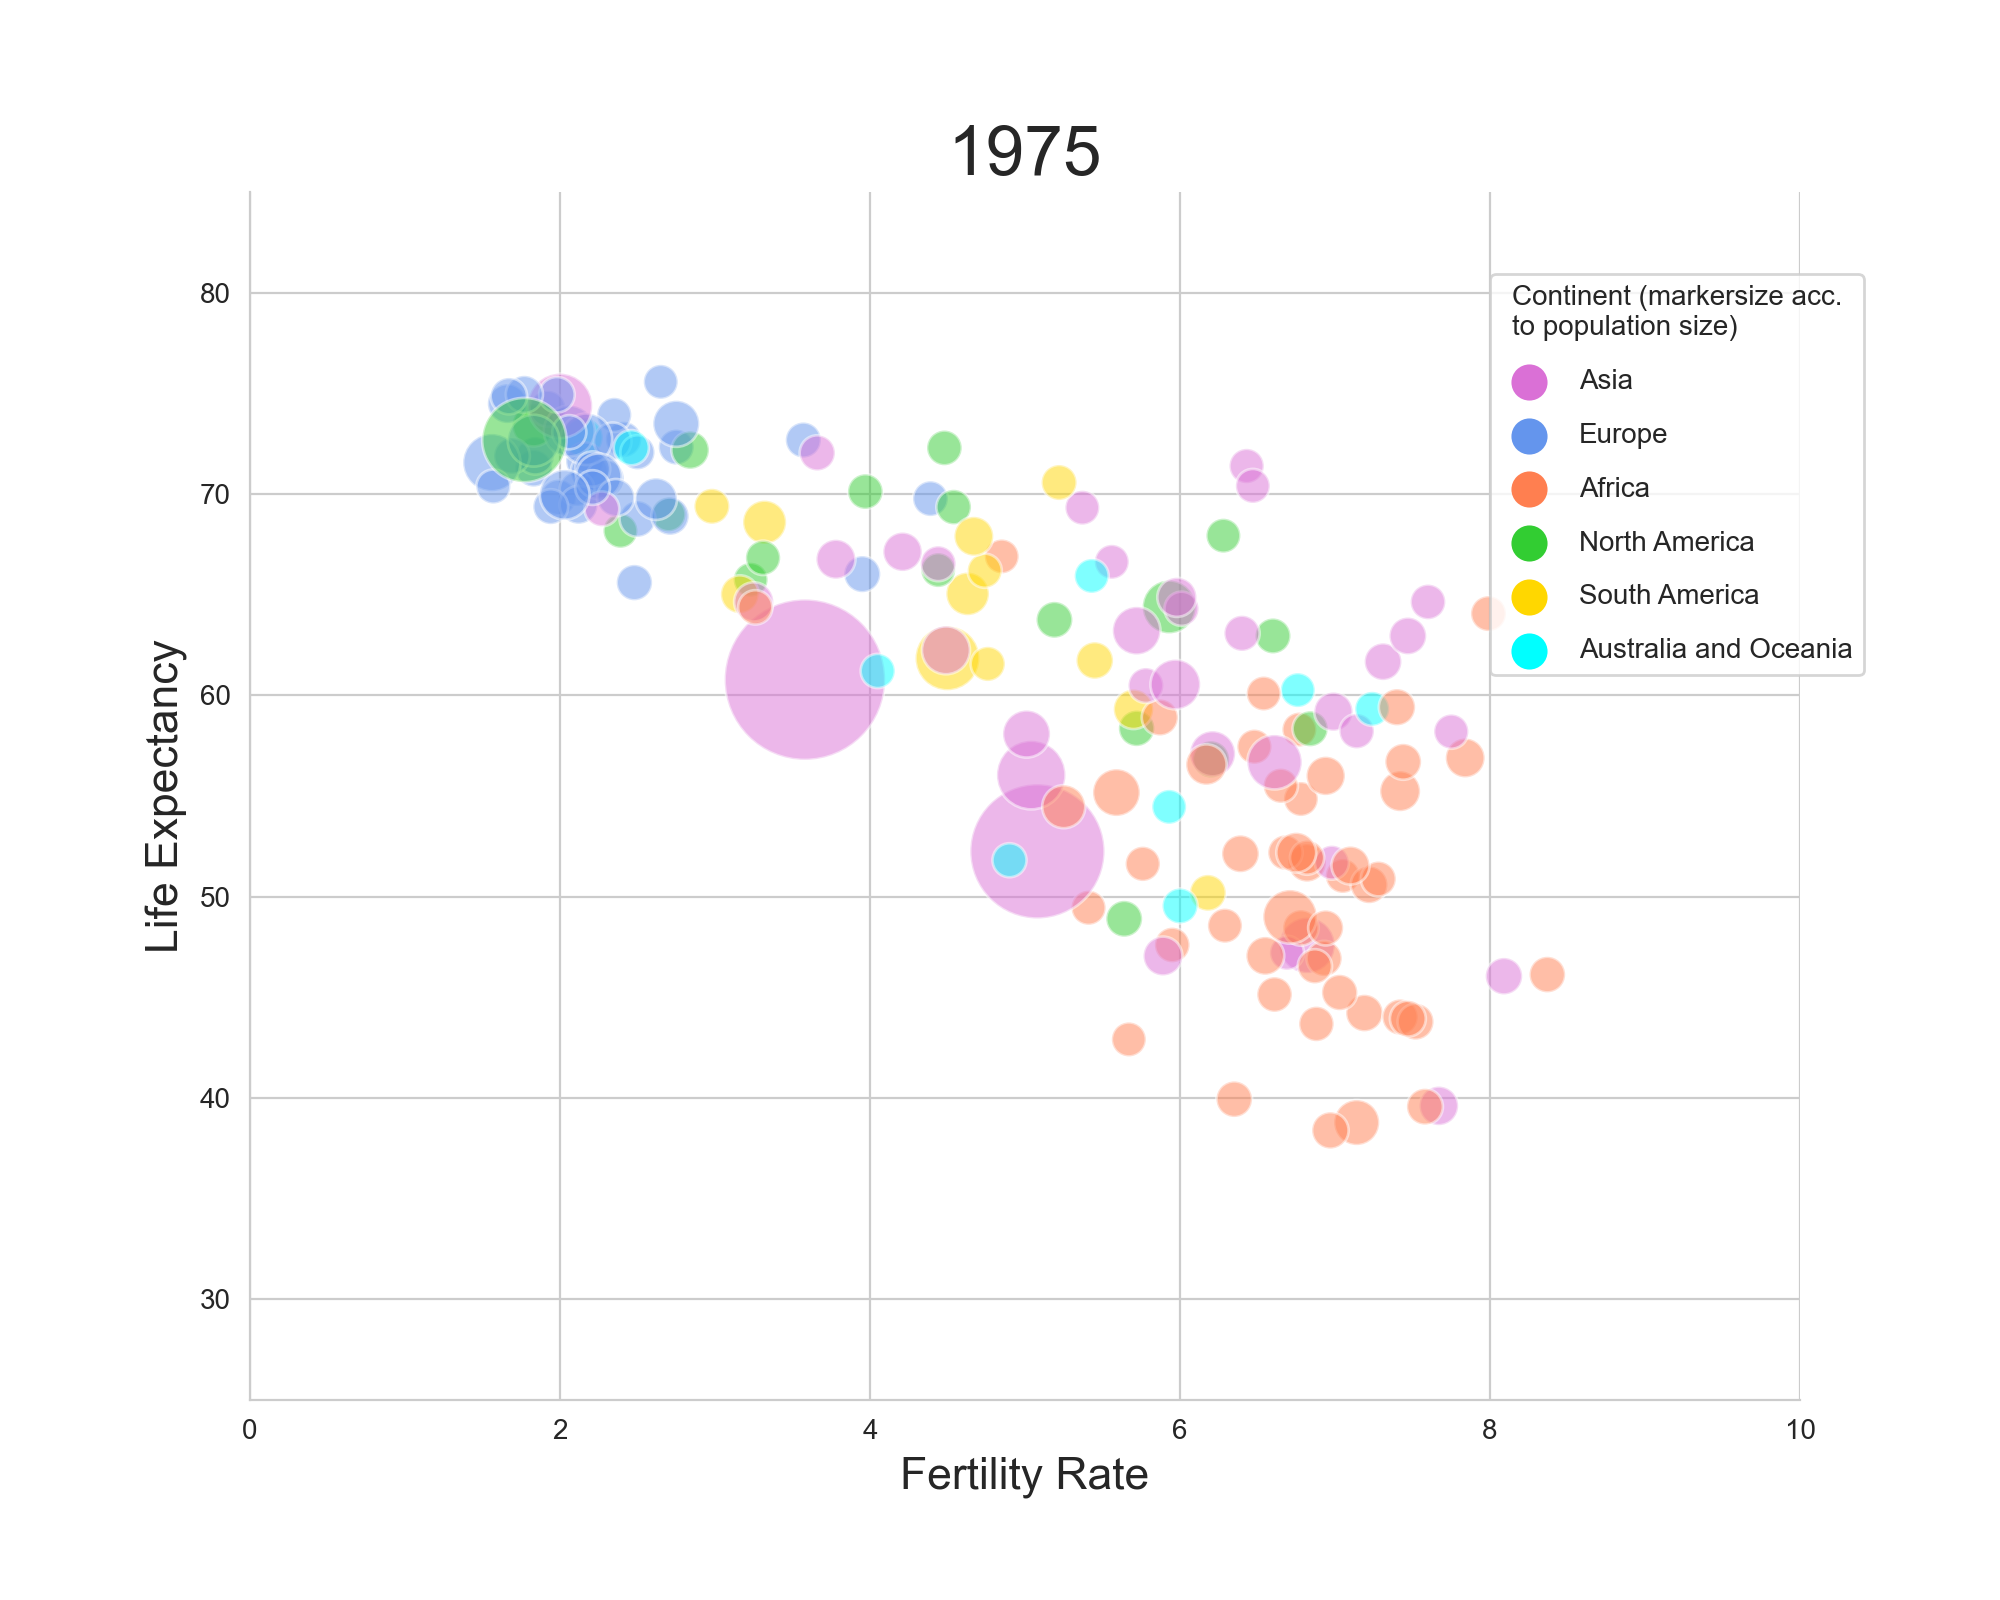 1975
80
70
60
50
40
30
Life Expectancy
0
2
4
6
8
10
Fertility Rate
Continent (markersize acc.
to population size)
Asia
Europe
Africa
North America
South America
Australia and Oceania